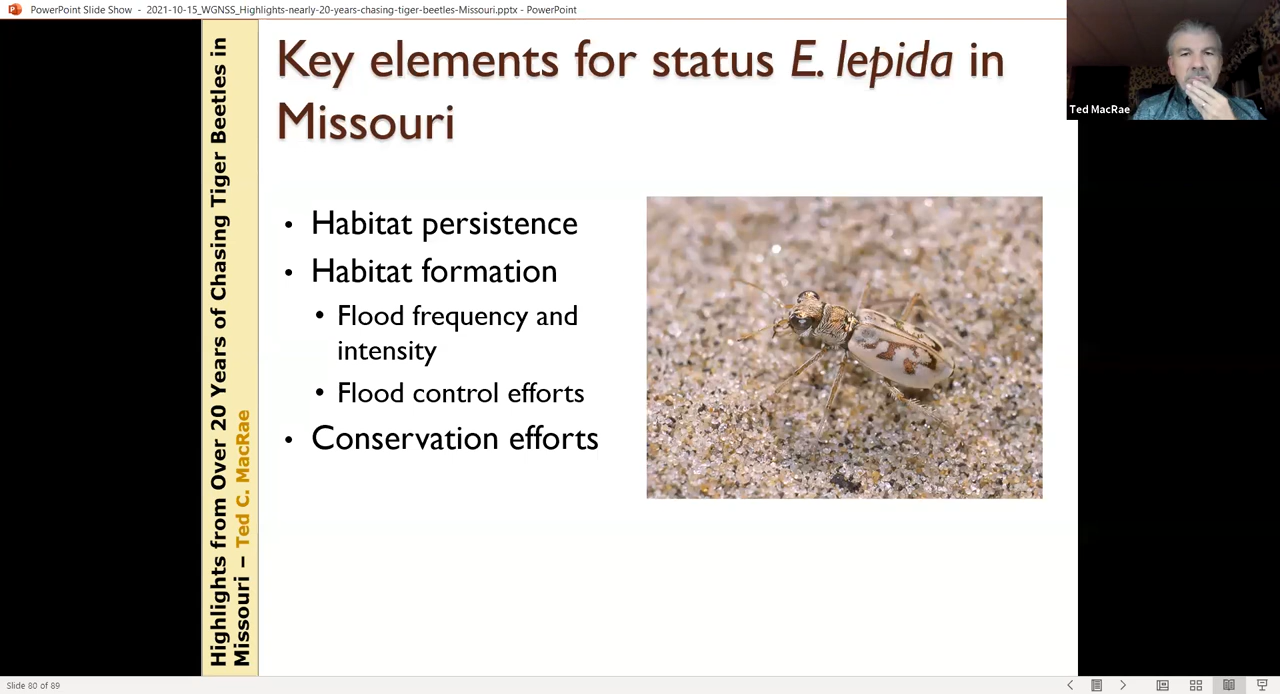 PowerPoint Slide Show - 2021-10-15_WGNSS_Highlights-nearly-20-years-chasing-tiger-beetles-Missouri.pptx - PowerPoint
Ted MacRae
Highlights from Over 20 Years of Chasing Tiger Beetles in
Missouri – Ted C. MacRae
Key elements for status E. lepida in
Missouri
• Habitat persistence
• Habitat formation
• Flood frequency and
intensity
• Flood control efforts
• Conservation efforts
Slide 80 of 89